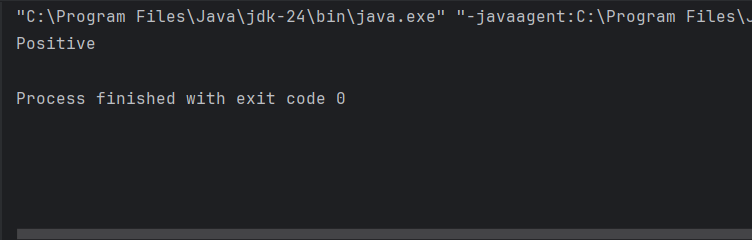 "C:\Program Files\Java\jdk-24\bin\java.exe" "-javaagent:C:\Program Files\J
Positive
Process finished with exit code 0